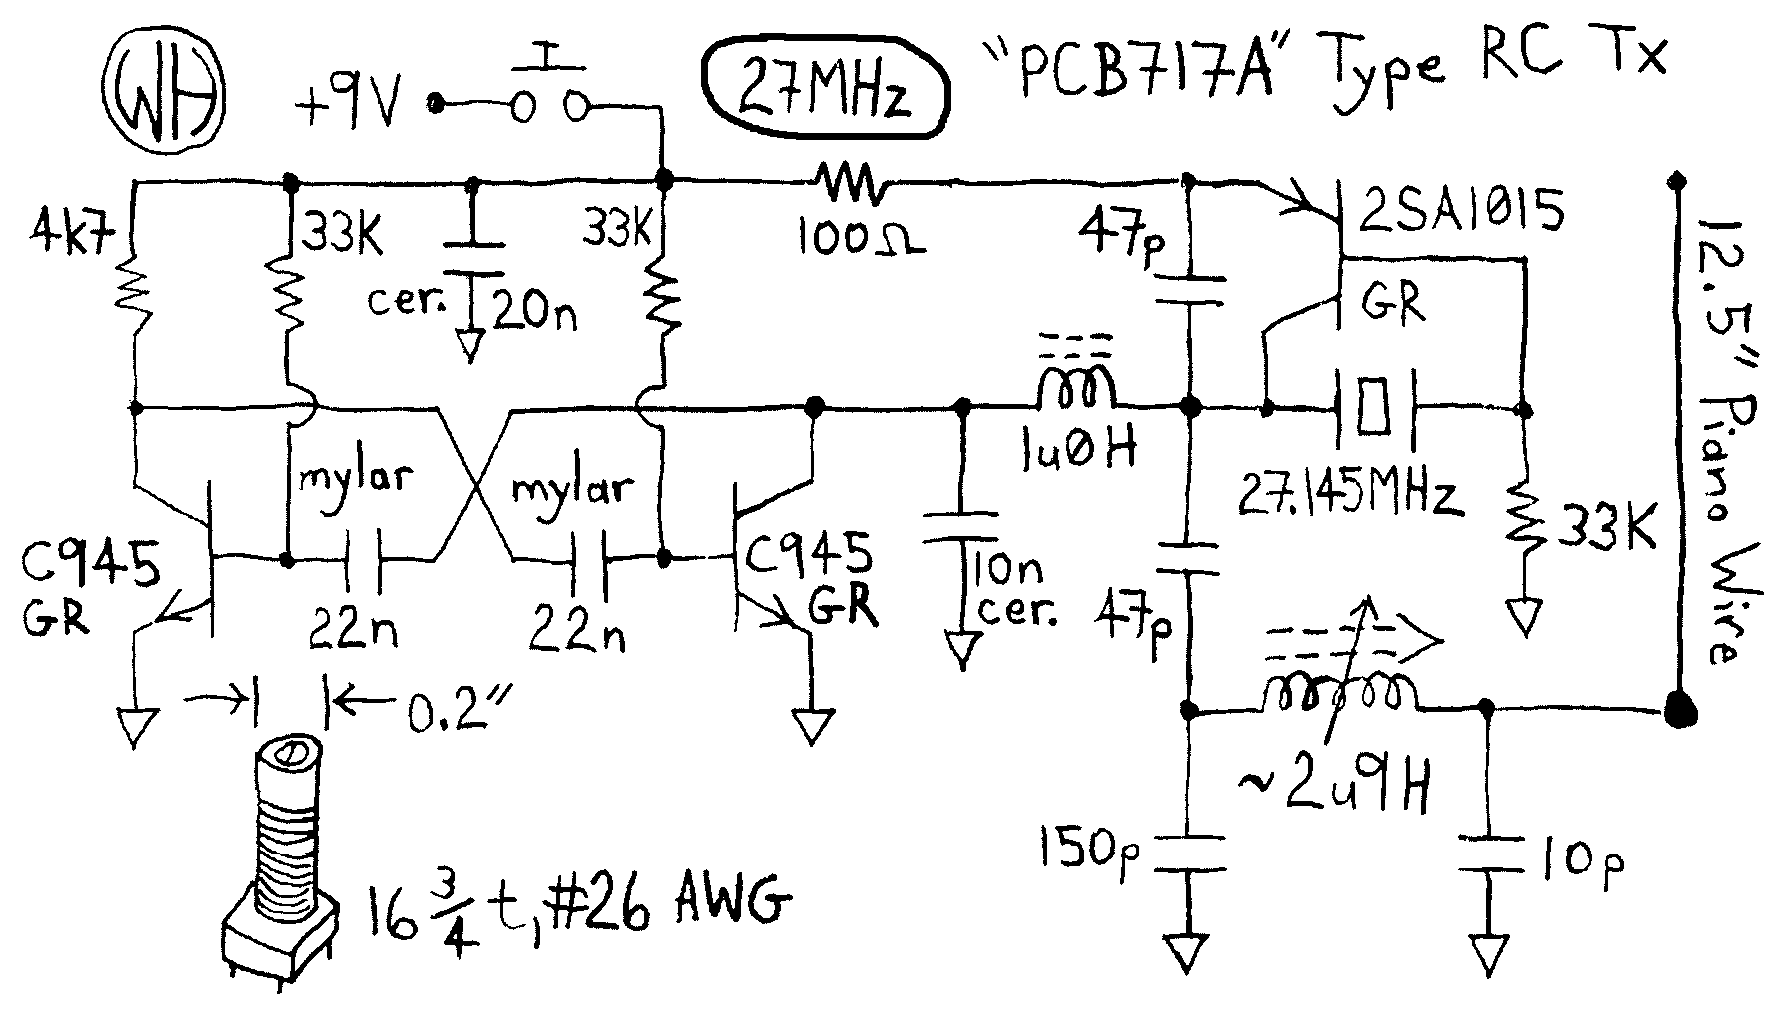 WH
+9V
27MHz
"PCB717A" Type RC Tx
4k7
33K
cer.
20n
33K
100Ω
47p
2SA1015
GR
12.5" Piano Wire
1u0H
27.145MHz
33K
mylar
mylar
C945
GR
22n
22n
C945
GR
10n
cer.
47p
0.2"
~2u9H
150p
10p
16 3/4 t, #26 AWG